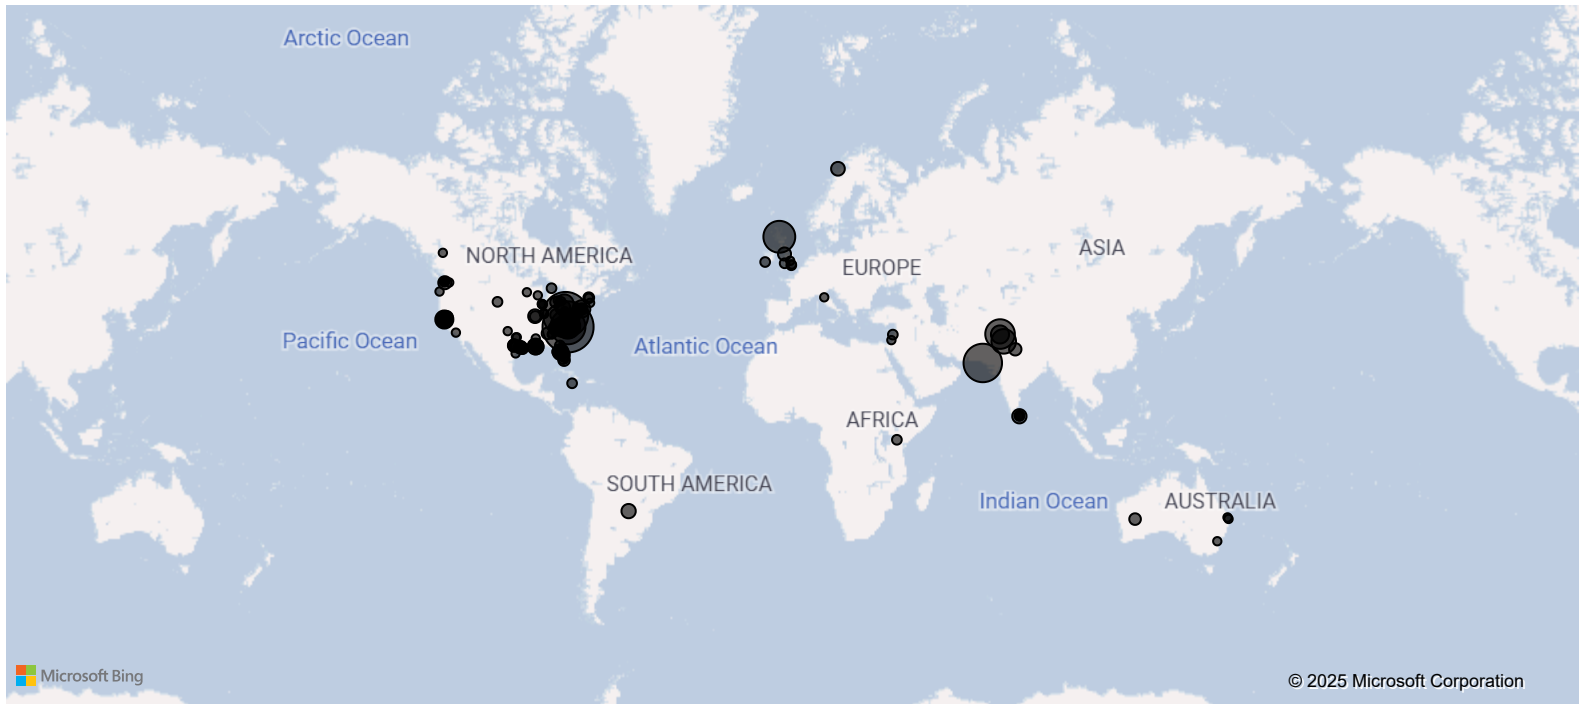 Arctic Ocean
NORTH AMERICA
ASIA
EUROPE
Pacific Ocean
Atlantic Ocean
AFRICA
SOUTH AMERICA
Indian Ocean
AUSTRALIA
Microsoft Bing
© 2025 Microsoft Corporation